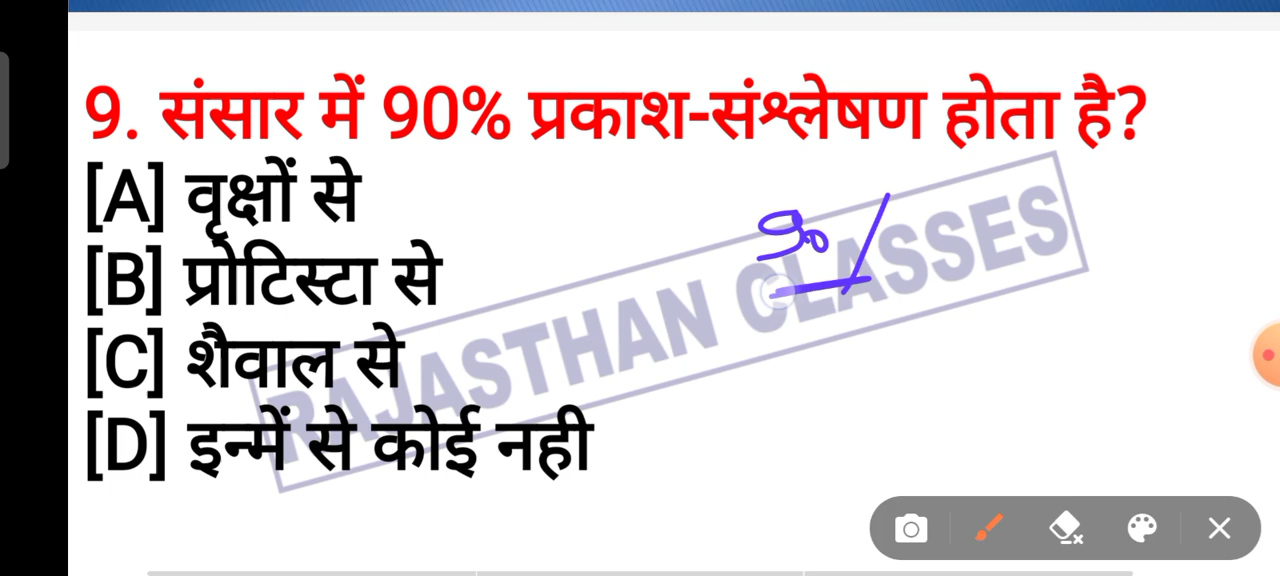 9. संसार में 90% प्रकाश-संश्लेषण होता है?
[A] वृक्षों से
[B] प्रोटिस्टा से
[C] शैवाल से
[D] इन्में से कोई नही
90%
RAJASTHAN CLASSES